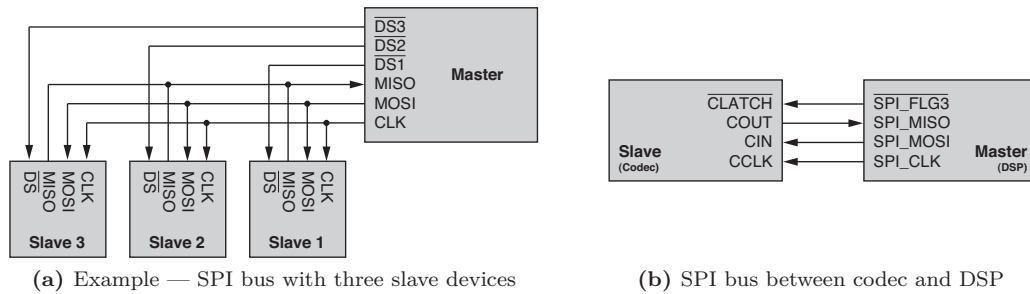 DS3
DS2
DS1
MISO
MOSI
CLK
Master
DS
MISO
MOSI
CLK
Slave 3
DS
MISO
MOSI
CLK
Slave 2
DS
MISO
MOSI
CLK
Slave 1
(a) Example — SPI bus with three slave devices
CLATCH
COUT
CIN
CCLK
Slave
(Codec)
SPI_FLG3
SPI_MISO
SPI_MOSI
SPI_CLK
Master
(DSP)
(b) SPI bus between codec and DSP